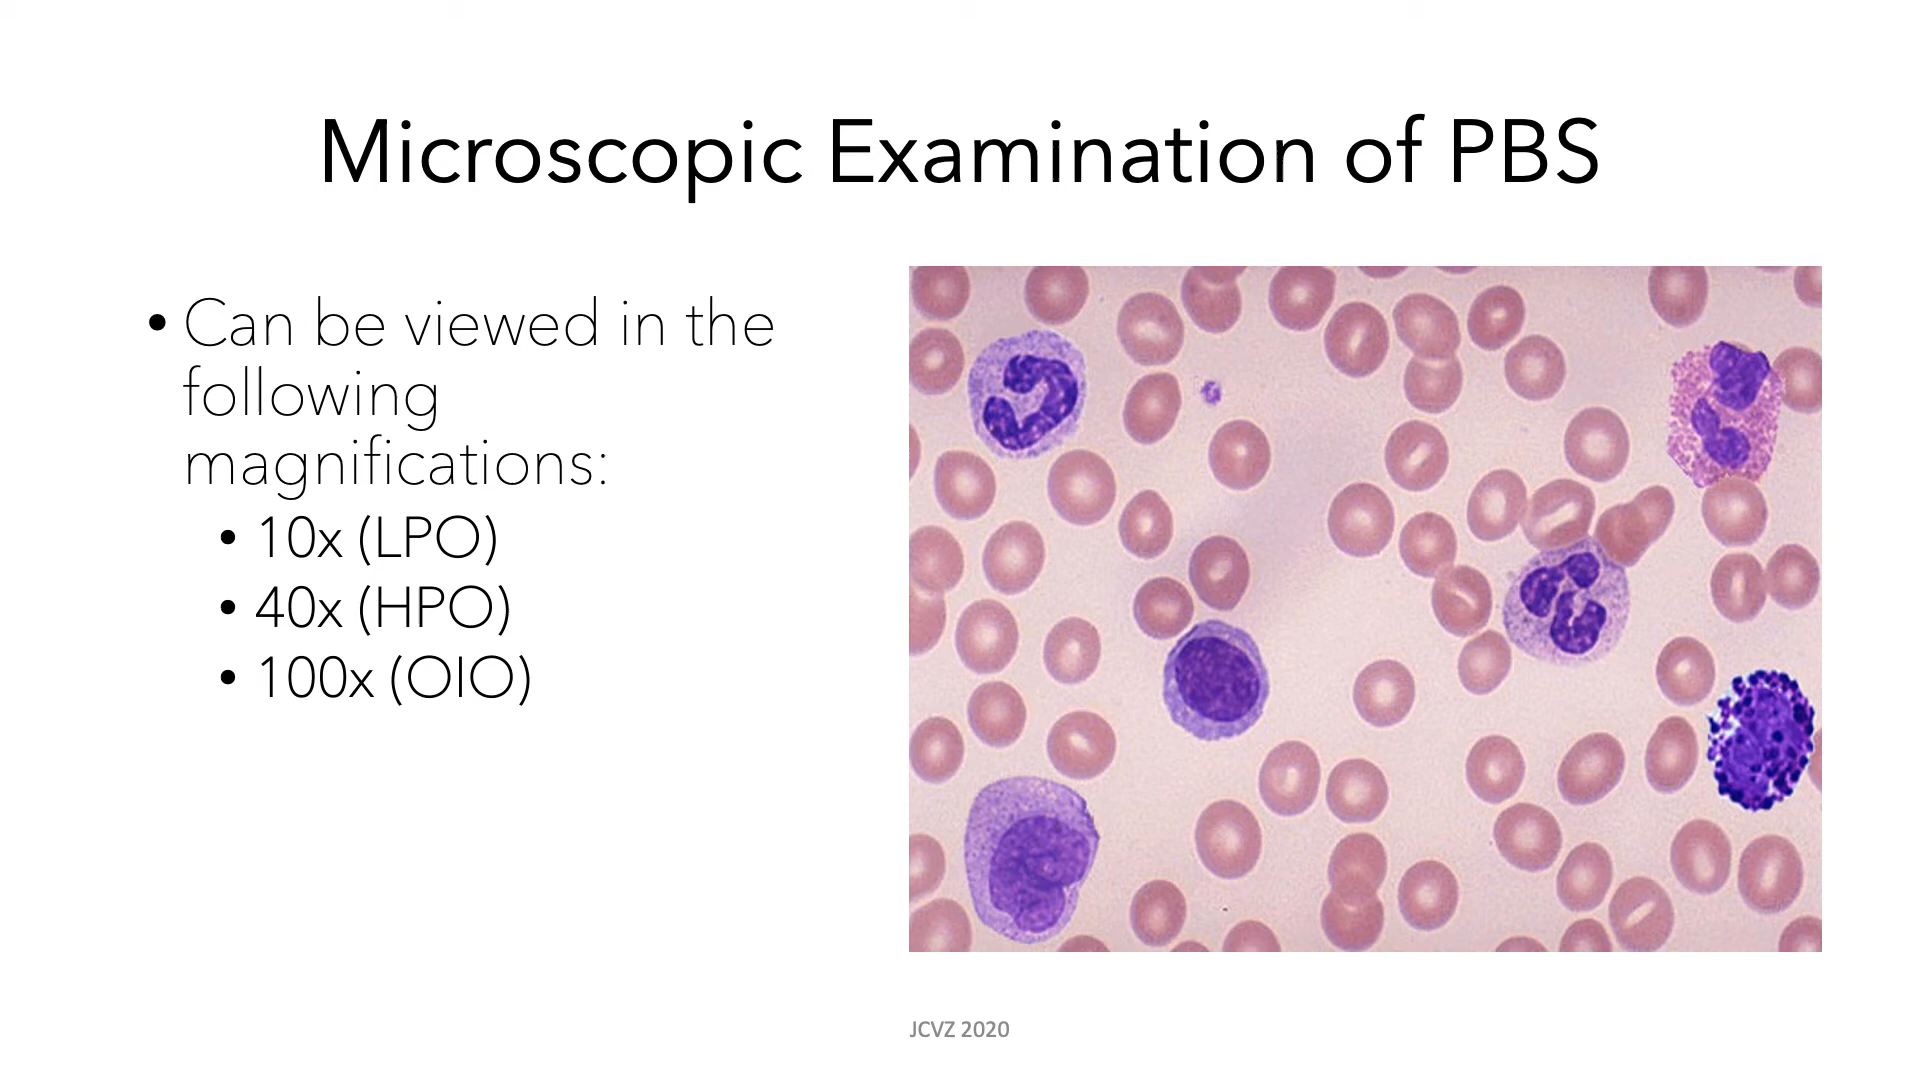 Microscopic Examination of PBS
• Can be viewed in the
following
magnifications:
• 10x (LPO)
• 40x (HPO)
• 100x (OIO)
JCVZ 2020